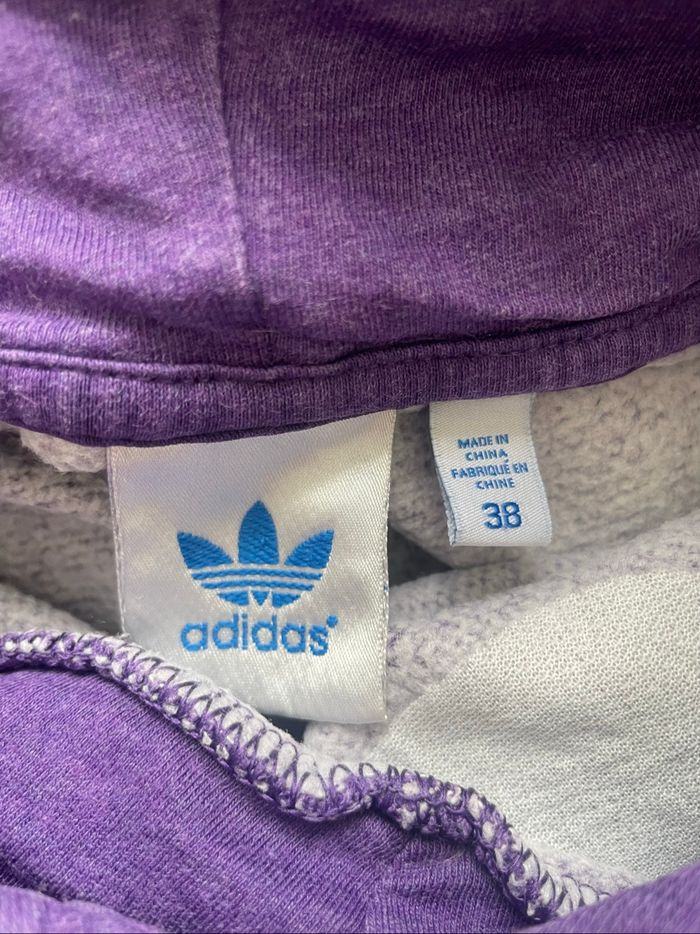 MADE IN
CHINA
FABRIQUÉ EN
CHINE
38
adidas